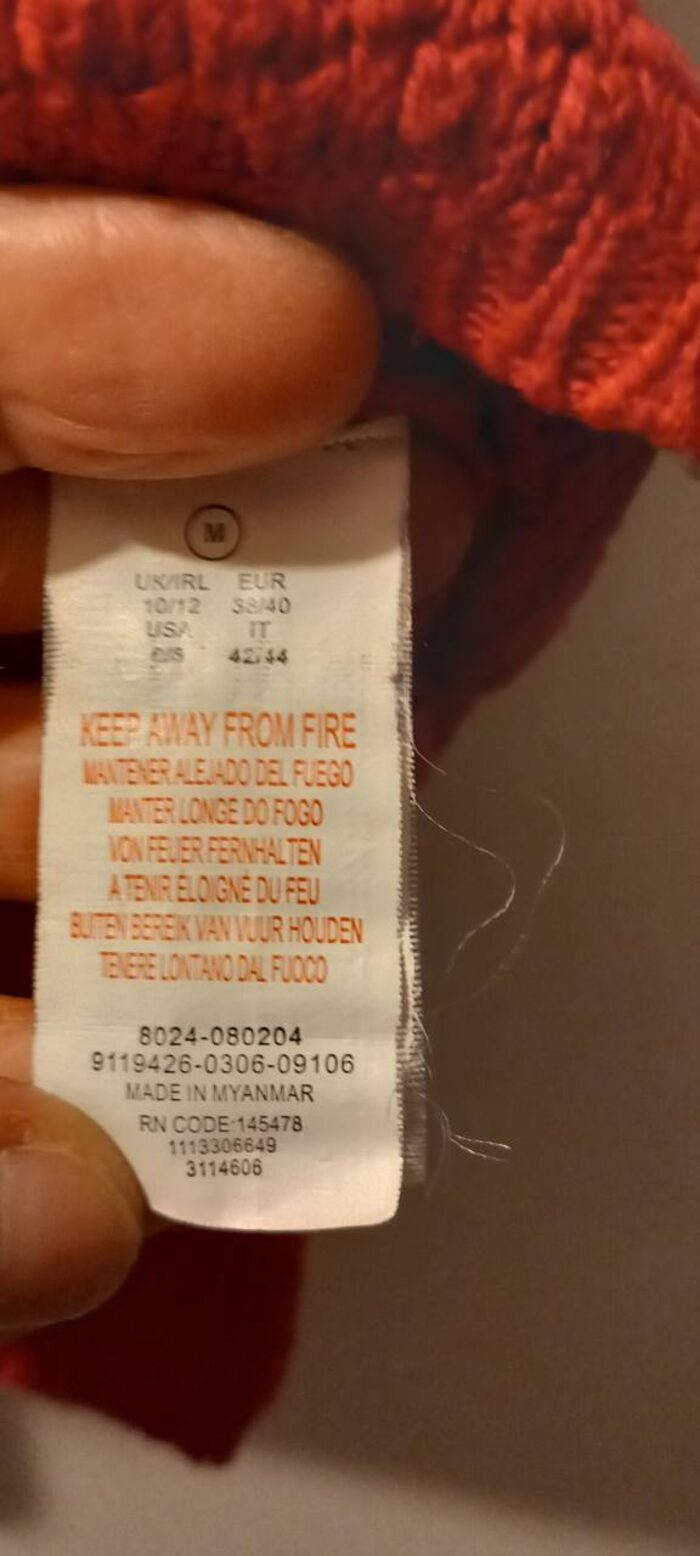 M
UK/IRL EUR
10/12 38/40
USA IT
6/8 42/44
KEEP AWAY FROM FIRE
MANTENER ALEJADO DEL FUEGO
MANTER LONGE DO FOGO
VON FEUER FERNHALTEN
A TENIR ÉLOIGNÉ DU FEU
BUITEN BEREIK VAN VUUR HOUDEN
TENERE LONTANO DAL FUOCO
8024-080204
9119426-0306-09106
MADE IN MYANMAR
RN CODE:145478
1113306649
3114606